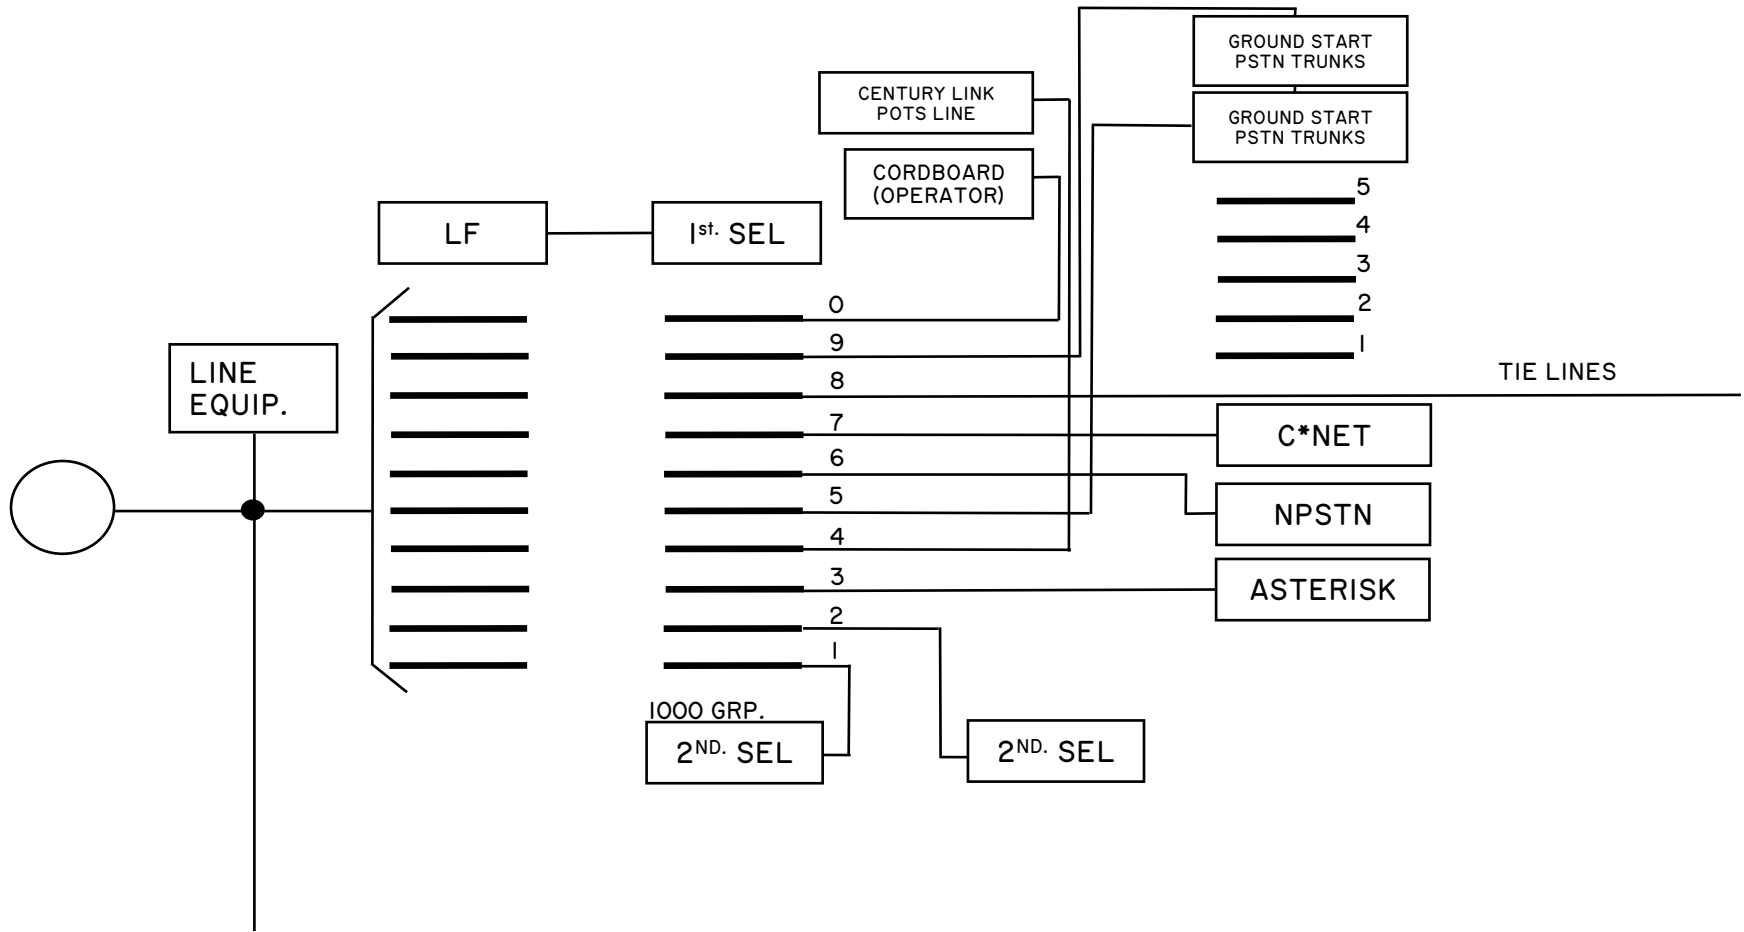 GROUND START
PSTN TRUNKS
CENTURY LINK
POTS LINE
GROUND START
PSTN TRUNKS
CORDBOARD
(OPERATOR)
5
4
3
2
1
LF
1st. SEL
0
9
8
7
6
5
4
3
2
1
LINE
EQUIP.
TIE LINES
C*NET
NPSTN
ASTERISK
1000 GRP.
2ND. SEL
2ND. SEL